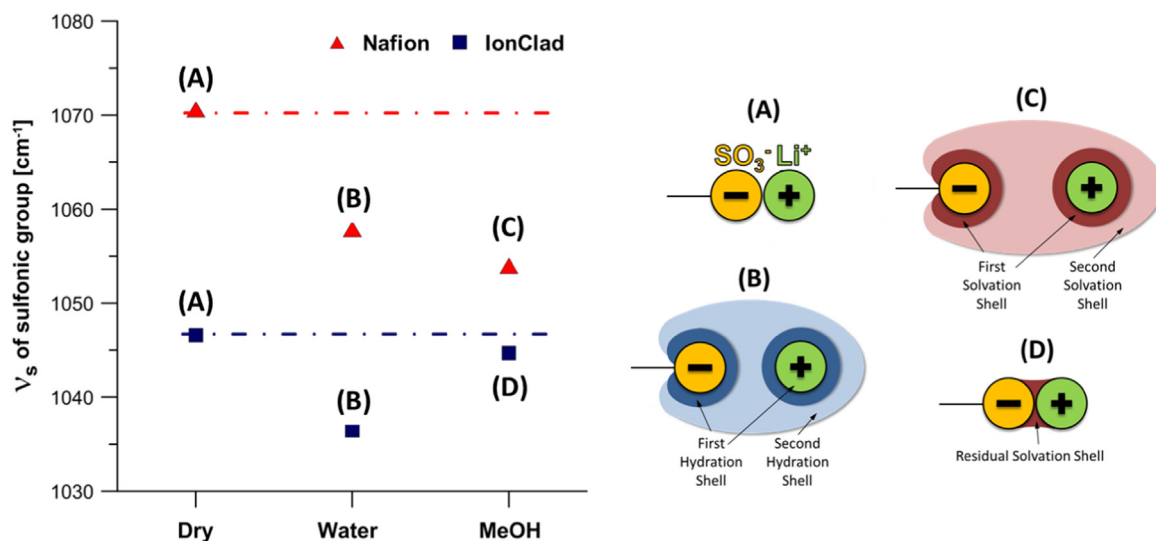 1080
1070
1060
1050
1040
1030
νs of sulfonic group [cm-1]
Nafion IonClad
(A)
(B)
(C)
(A)
(B)
(D)
Dry Water MeOH
(A)
SO3- Li+
− +
(B)
− +
First
Hydration
Shell
Second
Hydration
Shell
(C)
− +
First
Solvation
Shell
Second
Solvation
Shell
(D)
− +
Residual Solvation Shell